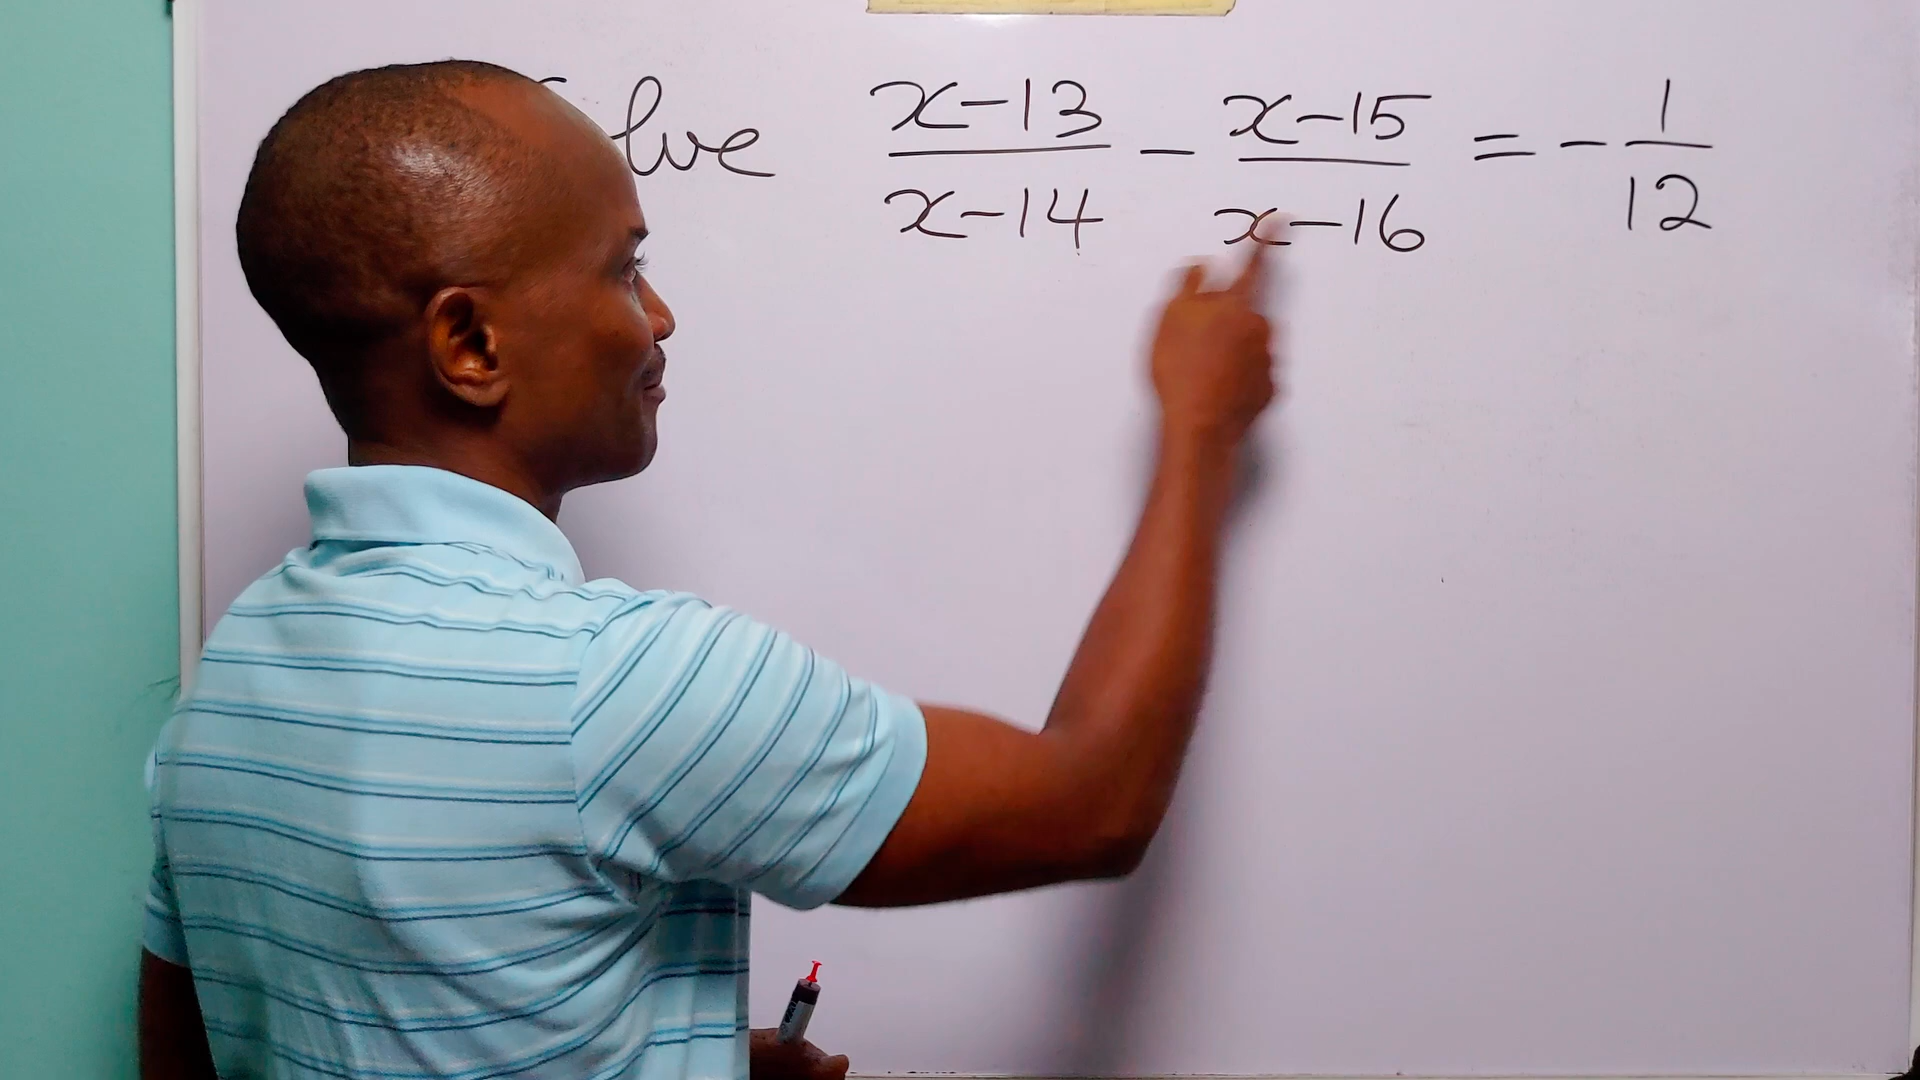 lve x-13/x-14 - x-15/x-16 = - 1/12